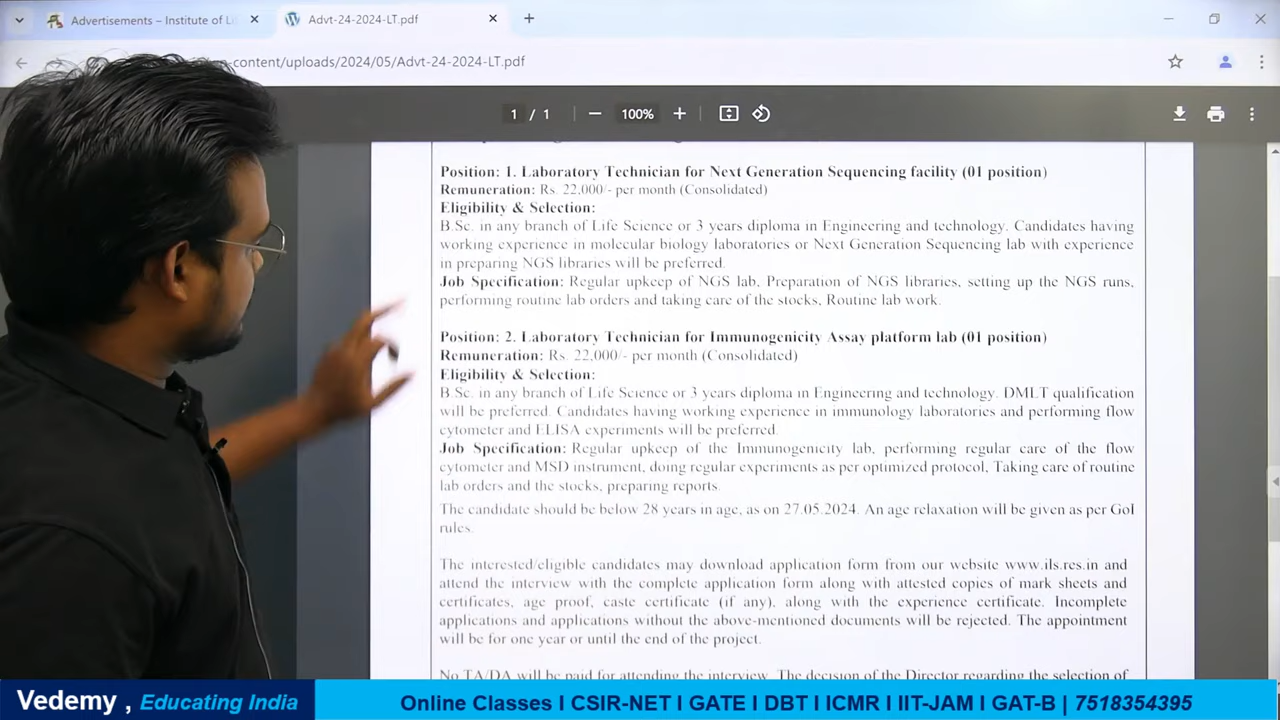 Advertisements – Institute of Li
Advt-24-2024-LT.pdf
-content/uploads/2024/05/Advt-24-2024-LT.pdf
1 / 1
100%
Position: 1. Laboratory Technician for Next Generation Sequencing facility (01 position)
Remuneration: Rs. 22,000/- per month (Consolidated)
Eligibility & Selection:
B.Sc. in any branch of Life Science or 3 years diploma in Engineering and technology. Candidates having
working experience in molecular biology laboratories or Next Generation Sequencing lab with experience
in preparing NGS libraries will be preferred.
Job Specification: Regular upkeep of NGS lab, Preparation of NGS libraries, setting up the NGS runs,
performing routine lab orders and taking care of the stocks, Routine lab work.
Position: 2. Laboratory Technician for Immunogenicity Assay platform lab (01 position)
Remuneration: Rs. 22,000/- per month (Consolidated)
Eligibility & Selection:
B.Sc. in any branch of Life Science or 3 years diploma in Engineering and technology. DMLT qualification
will be preferred. Candidates having working experience in immunology laboratories and performing flow
cytometer and ELISA experiments will be preferred.
Job Specification: Regular upkeep of the Immunogenicity lab, performing regular care of the flow
cytometer and MSD instrument, doing regular experiments as per optimized protocol, Taking care of routine
lab orders and the stocks, preparing reports.
The candidate should be below 28 years in age, as on 27.05.2024. An age relaxation will be given as per GoI
rules.
The interested/eligible candidates may download application form from our website www.ils.res.in and
attend the interview with the complete application form along with attested copies of mark sheets and
certificates, age proof, caste certificate (if any), along with the experience certificate. Incomplete
applications and applications without the above-mentioned documents will be rejected. The appointment
will be for one year or until the end of the project.
No TA/DA will be paid for attending the interview. The decision of the Director regarding the selection of
Vedemy , Educating India
Online Classes I CSIR-NET I GATE I DBT I ICMR I IIT-JAM I GAT-B | 7518354395